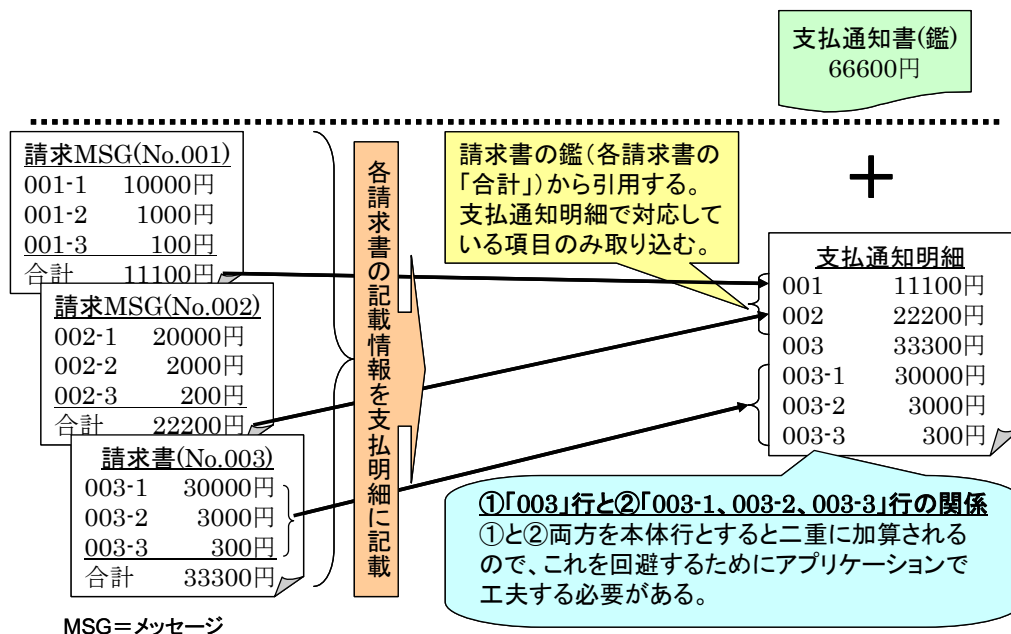 支払通知書(鑑)
66600円
請求MSG(No.001)
001-1 10000円
001-2 1000円
001-3 100円
合計 11100円
請求MSG(No.002)
002-1 20000円
002-2 2000円
002-3 200円
合計 22200円
請求書(No.003)
003-1 30000円
003-2 3000円
003-3 300円
合計 33300円
MSG＝メッセージ
各請求書の記載情報を支払明細に記載
請求書の鑑（各請求書の
「合計」）から引用する。
支払通知明細で対応して
いる項目のみ取り込む。
＋
支払通知明細
001 11100円
002 22200円
003 33300円
003-1 30000円
003-2 3000円
003-3 300円
①「003」行と②「003-1、003-2、003-3」行の関係
①と②両方を本体行とすると二重に加算される
ので、これを回避するためにアプリケーションで
工夫する必要がある。